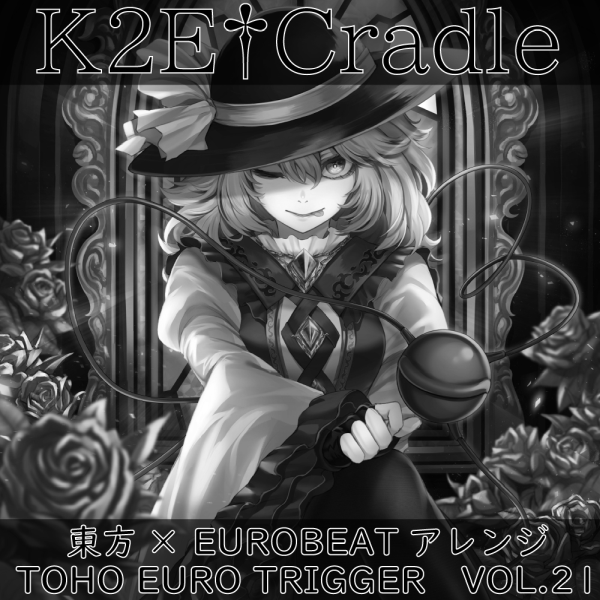 K2E†Cradle
東方 × EUROBEAT アレンジ
TOHO EURO TRIGGER VOL.21